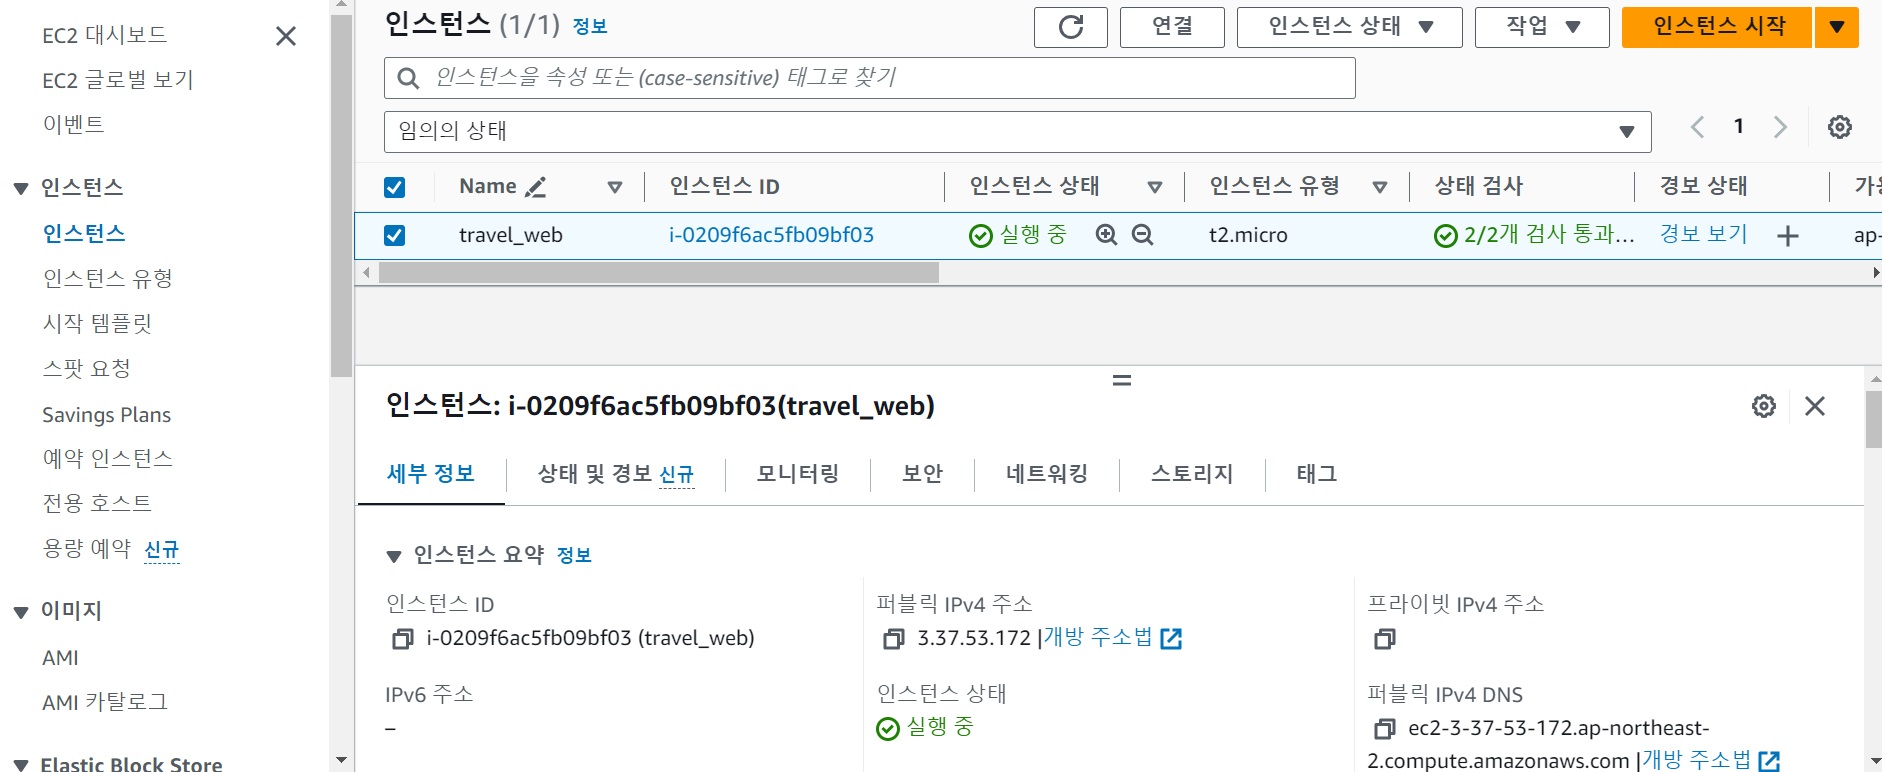 EC2 대시보드
EC2 글로벌 보기
이벤트
인스턴스
인스턴스
인스턴스 유형
시작 템플릿
스팟 요청
Savings Plans
예약 인스턴스
전용 호스트
용량 예약 신규
이미지
AMI
AMI 카탈로그
Elastic Block Store
인스턴스 (1/1) 정보
연결 인스턴스 상태 작업 인스턴스 시작
인스턴스을 속성 또는 (case-sensitive) 태그로 찾기
임의의 상태
1
Name 인스턴스 ID 인스턴스 상태 인스턴스 유형 상태 검사 경보 상태
travel_web i-0209f6ac5fb09bf03 실행 중 t2.micro 2/2개 검사 통과... 경보 보기 + ap-
인스턴스: i-0209f6ac5fb09bf03(travel_web)
세부 정보 상태 및 경보 신규 모니터링 보안 네트워킹 스토리지 태그
인스턴스 요약 정보
인스턴스 ID
i-0209f6ac5fb09bf03 (travel_web)
퍼블릭 IPv4 주소
3.37.53.172 |개방 주소법
프라이빗 IPv4 주소
IPv6 주소
–
인스턴스 상태
실행 중
퍼블릭 IPv4 DNS
ec2-3-37-53-172.ap-northeast-
2.compute.amazonaws.com |개방 주소법